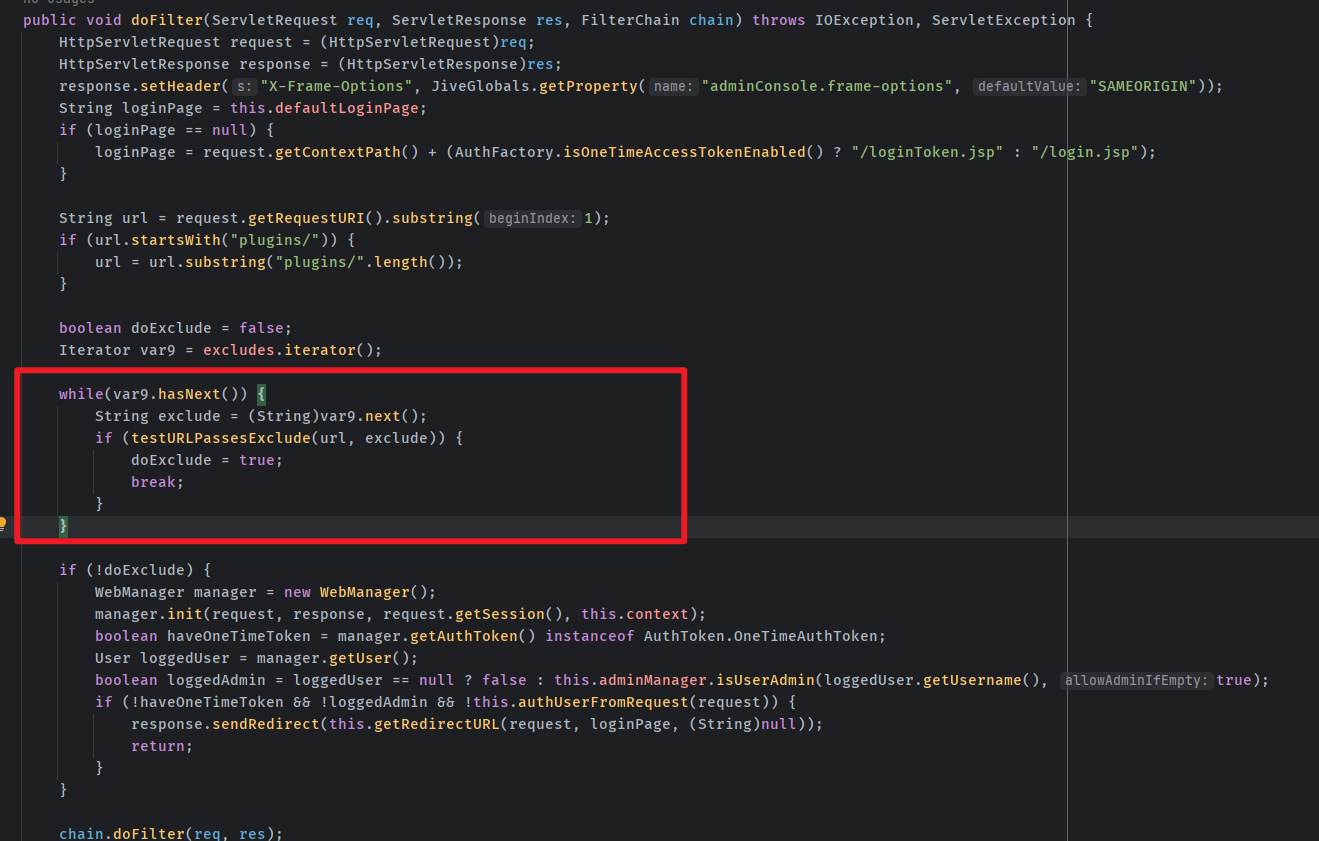 no usages
public void doFilter(ServletRequest req, ServletResponse res, FilterChain chain) throws IOException, ServletException {
    HttpServletRequest request = (HttpServletRequest)req;
    HttpServletResponse response = (HttpServletResponse)res;
    response.setHeader( s: "X-Frame-Options", JiveGlobals.getProperty( name: "adminConsole.frame-options", defaultValue: "SAMEORIGIN"));
    String loginPage = this.defaultLoginPage;
    if (loginPage == null) {
        loginPage = request.getContextPath() + (AuthFactory.isOneTimeAccessTokenEnabled() ? "/loginToken.jsp" : "/login.jsp");
    }
    String url = request.getRequestURI().substring( beginIndex: 1);
    if (url.startsWith("plugins/")) {
        url = url.substring("plugins/".length());
    }
    boolean doExclude = false;
    Iterator var9 = excludes.iterator();
    while(var9.hasNext()) {
        String exclude = (String)var9.next();
        if (testURLPassesExclude(url, exclude)) {
            doExclude = true;
            break;
        }
    }
    if (!doExclude) {
        WebManager manager = new WebManager();
        manager.init(request, response, request.getSession(), this.context);
        boolean haveOneTimeToken = manager.getAuthToken() instanceof AuthToken.OneTimeAuthToken;
        User loggedUser = manager.getUser();
        boolean loggedAdmin = loggedUser == null ? false : this.adminManager.isUserAdmin(loggedUser.getUsername(), allowAdminIfEmpty: true);
        if (!haveOneTimeToken && !loggedAdmin && !this.authUserFromRequest(request)) {
            response.sendRedirect(this.getRedirectURL(request, loginPage, (String)null));
            return;
        }
    }
    chain.doFilter(req, res);